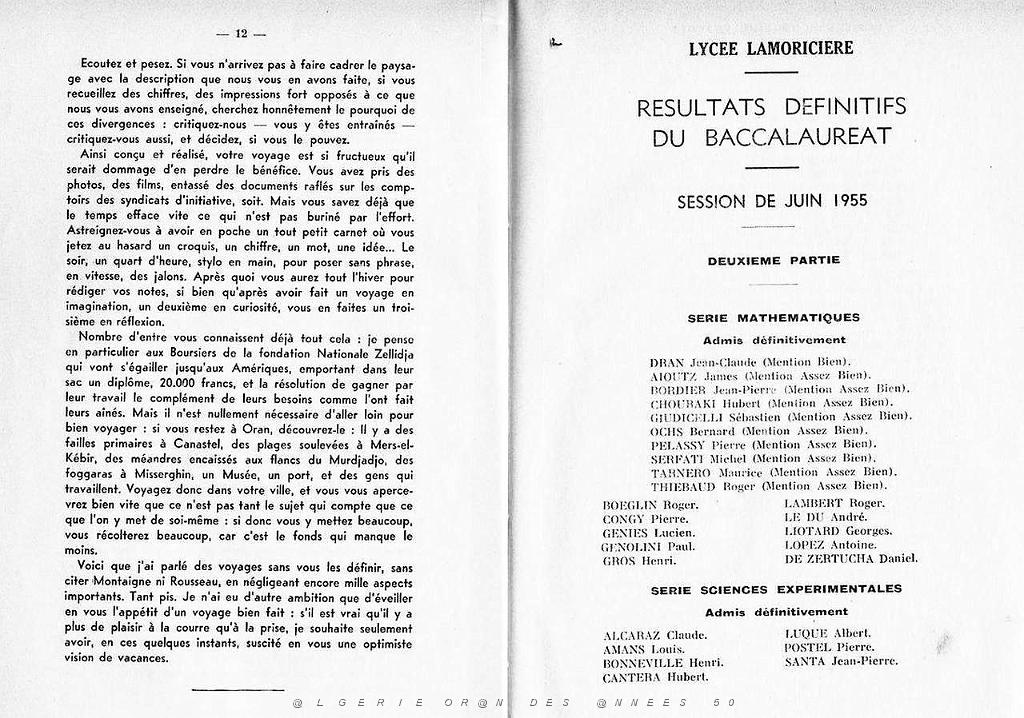 — 12 —
Ecoutez et pesez. Si vous n'arrivez pas à faire cadrer le paysa-
ge avec la description que nous vous en avons faite, si vous
recueillez des chiffres, des impressions fort opposés à ce que
nous vous avons enseigné, cherchez honnêtement le pourquoi de
ces divergences : critiquez-nous — vous y êtes entraînés —
critiquez-vous aussi, et décidez, si vous le pouvez.
Ainsi conçu et réalisé, votre voyage est si fructueux qu'il
serait dommage d'en perdre le bénéfice. Vous avez pris des
photos, des films, entassé des documents raflés sur les comp-
toirs des syndicats d'initiative, soit. Mais vous savez déjà que
le temps efface vite ce qui n'est pas buriné par l'effort.
Astreignez-vous à avoir en poche un tout petit carnet où vous
jetez au hasard un croquis, un chiffre, un mot, une idée... Le
soir, un quart d'heure, stylo en main, pour poser sans phrase,
en vitesse, des jalons. Après quoi vous aurez tout l'hiver pour
rédiger vos notes, si bien qu'après avoir fait un voyage en
imagination, un deuxième en curiosité, vous en faites un troi-
sième en réflexion.
Nombre d'entre vous connaissent déjà tout cela : je pense
en particulier aux Boursiers de la fondation Nationale Zellidja
qui vont s'égailler jusqu'aux Amériques, emportant dans leur
sac un diplôme, 20.000 francs, et la résolution de gagner par
leur travail le complément de leurs besoins comme l'ont fait
leurs aînés. Mais il n'est nullement nécessaire d'aller loin pour
bien voyager : si vous restez à Oran, découvrez-le : Il y a des
failles primaires à Canastel, des plages soulevées à Mers-el-
Kébir, des méandres encaissés aux flancs du Murdjadjo, des
foggaras à Misserghin, un Musée, un port, et des gens qui
travaillent. Voyagez donc dans votre ville, et vous vous aperce-
vrez bien vite que ce n'est pas tant le sujet qui compte que ce
que l'on y met de soi-même : si donc vous y mettez beaucoup,
vous récolterez beaucoup, car c'est le fonds qui manque le
moins.
Voici que j'ai parlé des voyages sans vous les définir, sans
citer Montaigne ni Rousseau, en négligeant encore mille aspects
importants. Tant pis. Je n'ai eu d'autre ambition que d'éveiller
en vous l'appétit d'un voyage bien fait : s'il est vrai qu'il y a
plus de plaisir à la courre qu'à la prise, je souhaite seulement
avoir, en ces quelques instants, suscité en vous une optimiste
vision de vacances.
LYCEE LAMORICIERE
RESULTATS DEFINITIFS
DU BACCALAUREAT
SESSION DE JUIN 1955
DEUXIEME PARTIE
SERIE MATHEMATIQUES
Admis définitivement
DRAN Jean-Claude (Mention Bien).
AIOUTZ James (Mention Assez Bien).
BORDIER Jean-Pierre (Mention Assez Bien).
CHOURAKI Hubert (Mention Assez Bien).
GIUDICELLI Sébastien (Mention Assez Bien).
OCHS Bernard (Mention Assez Bien).
PELASSY Pierre (Mention Assez Bien).
SERFATI Michel (Mention Assez Bien).
TABNERO Maurice (Mention Assez Bien).
THIEBAUD Roger (Mention Assez Bien).
BOEGLIN Roger.
CONGY Pierre.
GENIES Lucien.
GENOLINI Paul.
GROS Henri.
LAMBERT Roger.
LE DU André.
LIOTARD Georges.
LOPEZ Antoine.
DE ZERTUCHA Daniel.
SERIE SCIENCES EXPERIMENTALES
Admis définitivement
ALCARAZ Claude.
AMANS Louis.
BONNEVILLE Henri.
CANTERA Hubert.
LUQUE Albert.
POSTEL Pierre.
SANTA Jean-Pierre.
@ L G E R I E O R @ N D E S @ N N E E S 5 0